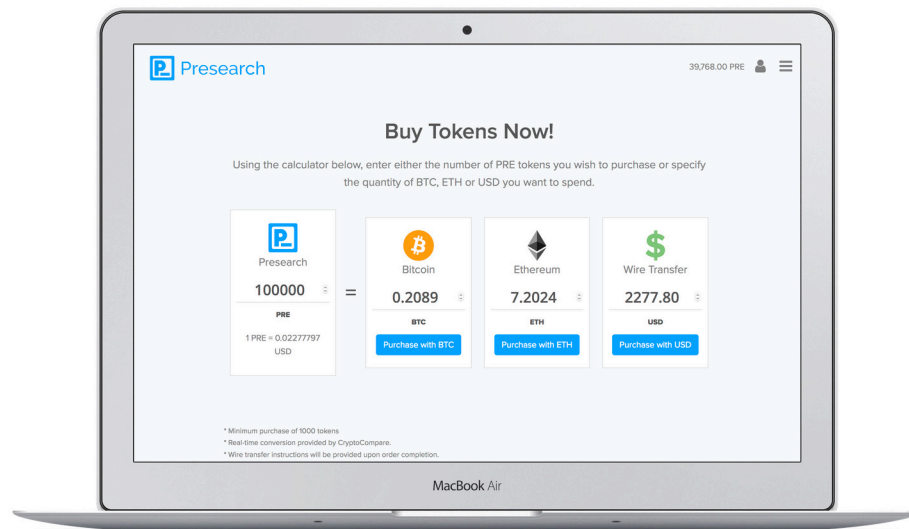 Presearch
39,768.00 PRE
Buy Tokens Now!
Using the calculator below, enter either the number of PRE tokens you wish to purchase or specify
the quantity of BTC, ETH or USD you want to spend.
Presearch
100000
PRE
1 PRE = 0.02277797
USD
=
Bitcoin
0.2089
BTC
Purchase with BTC
Ethereum
7.2024
ETH
Purchase with ETH
$
Wire Transfer
2277.80
USD
Purchase with USD
* Minimum purchase of 1000 tokens
* Real-time conversion provided by CryptoCompare.
* Wire transfer instructions will be provided upon order completion.
MacBook Air